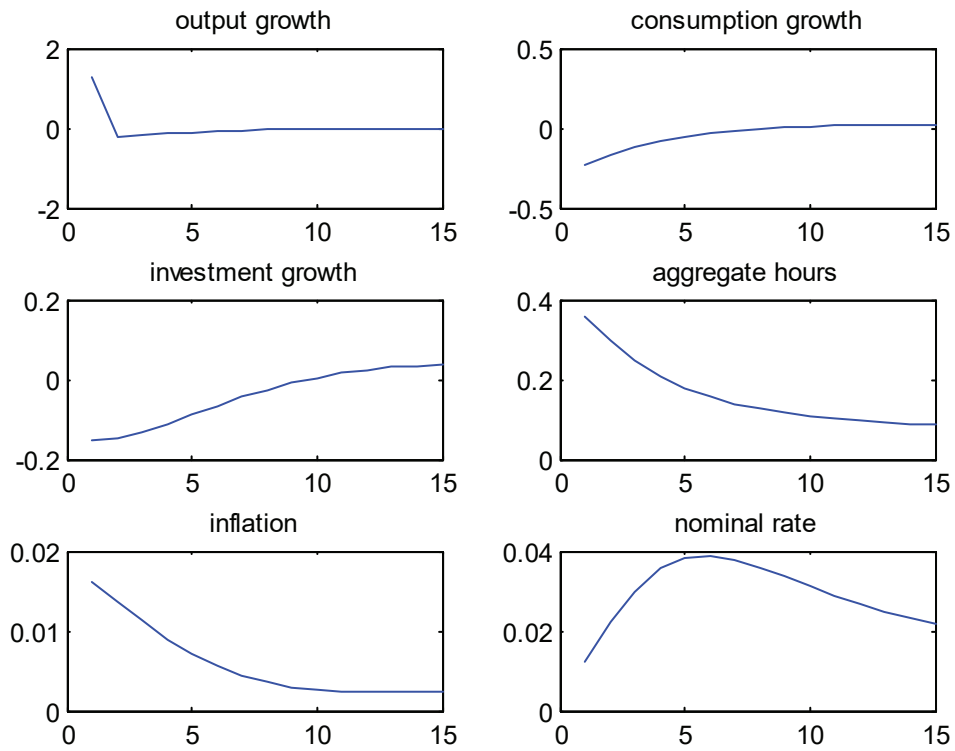 output growth
2
0
-2
0 5 10 15
consumption growth
0.5
0
-0.5
0 5 10 15
investment growth
0.2
0
-0.2
0 5 10 15
aggregate hours
0.4
0.2
0
0 5 10 15
inflation
0.02
0.01
0
0 5 10 15
nominal rate
0.04
0.02
0
0 5 10 15